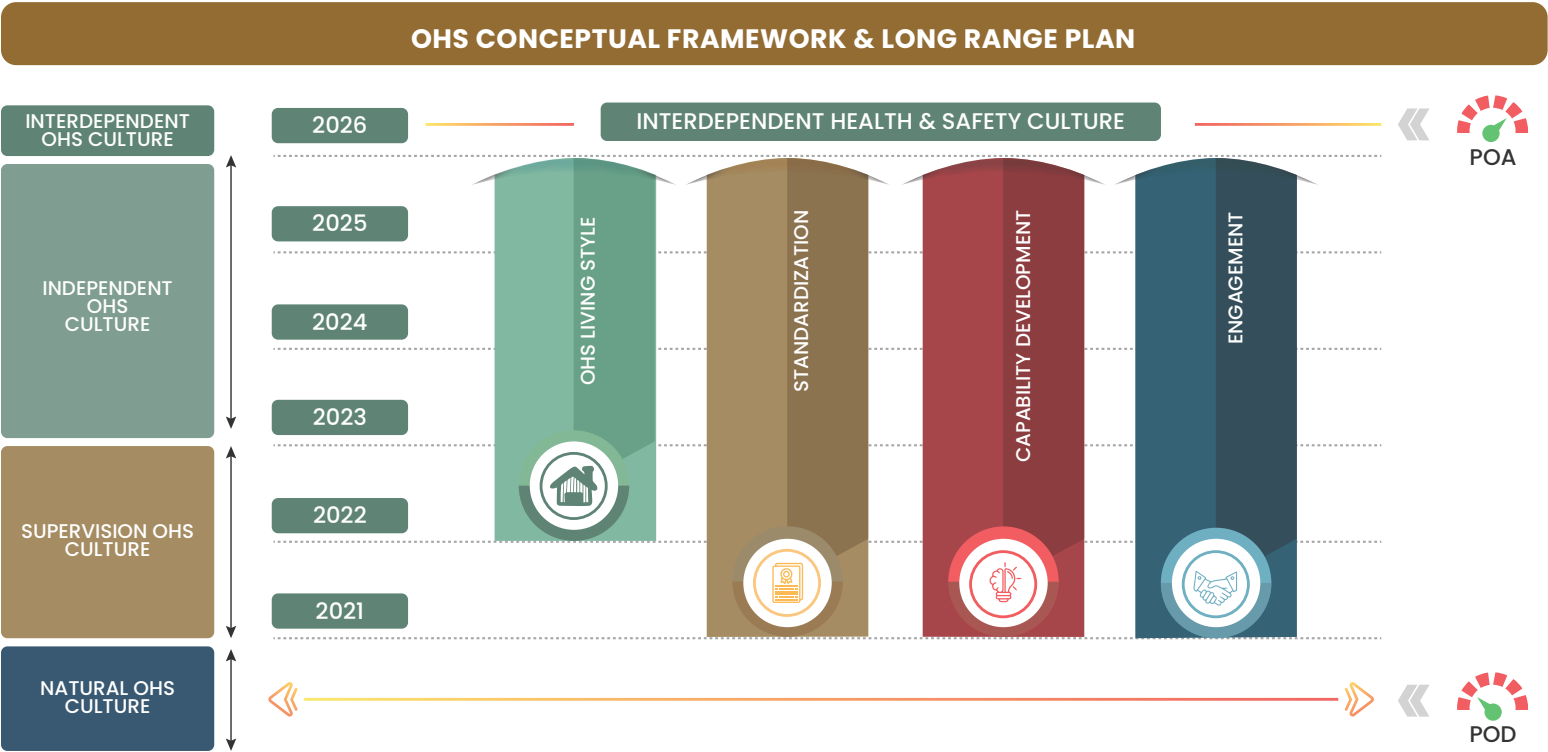 OHS CONCEPTUAL FRAMEWORK & LONG RANGE PLAN
INTERDEPENDENT
OHS CULTURE
2026
INTERDEPENDENT HEALTH & SAFETY CULTURE
POA
INDEPENDENT
OHS
CULTURE
2025
2024
2023
OHS LIVING STYLE
STANDARDIZATION
CAPABILITY DEVELOPMENT
ENGAGEMENT
SUPERVISION OHS
CULTURE
2022
2021
NATURAL OHS
CULTURE
POD